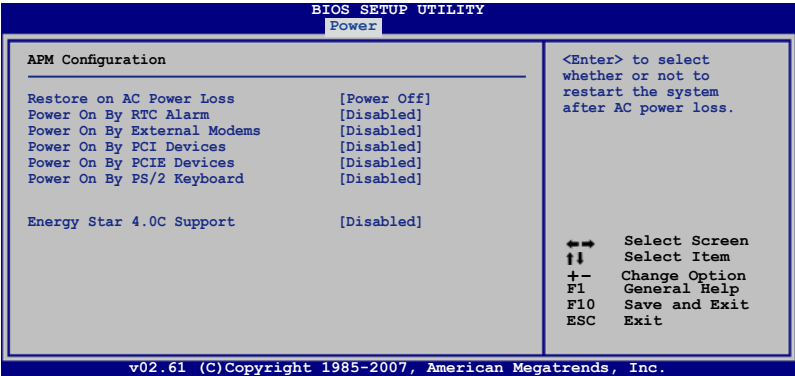 BIOS SETUP UTILITY
Power
APM Configuration
Restore on AC Power Loss [Power Off]
Power On By RTC Alarm [Disabled]
Power On By External Modems [Disabled]
Power On By PCI Devices [Disabled]
Power On By PCIE Devices [Disabled]
Power On By PS/2 Keyboard [Disabled]
Energy Star 4.0C Support [Disabled]
<Enter> to select
whether or not to
restart the system
after AC power loss.
←→ Select Screen
↑↓ Select Item
+- Change Option
F1 General Help
F10 Save and Exit
ESC Exit
v02.61 (C)Copyright 1985-2007, American Megatrends, Inc.